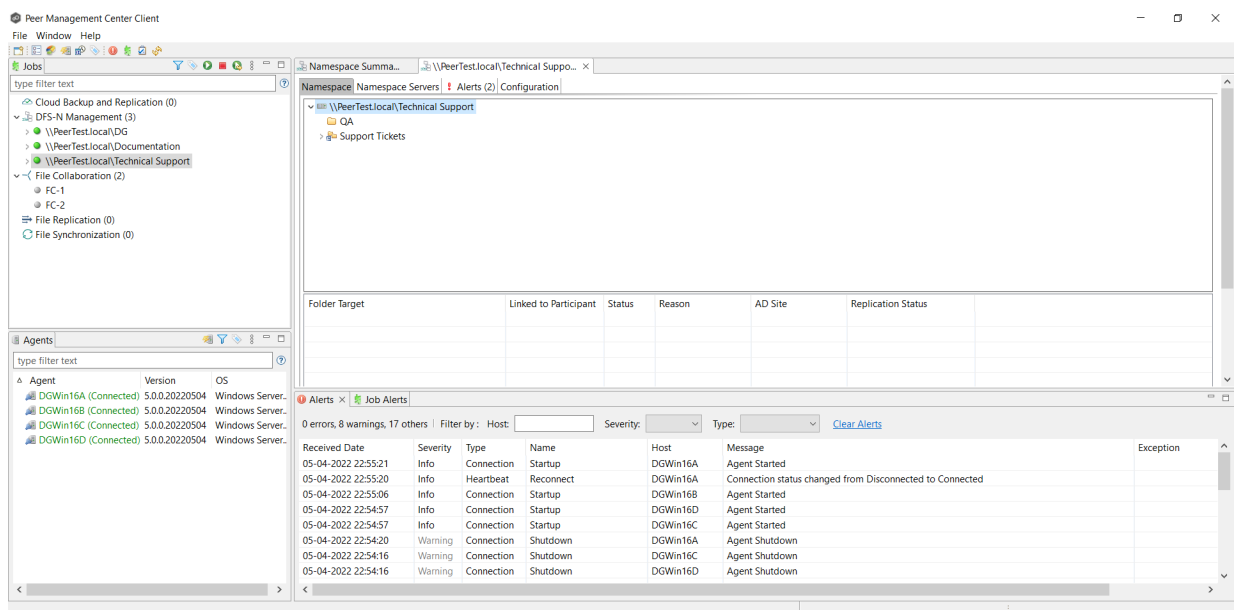 Peer Management Center Client
File Window Help
Jobs
type filter text
Cloud Backup and Replication (0)
DFS-N Management (3)
\\PeerTest.local\DG
\\PeerTest.local\Documentation
\\PeerTest.local\Technical Support
File Collaboration (2)
FC-1
FC-2
File Replication (0)
File Synchronization (0)
Agents
type filter text
Agent Version OS
DGWin16A (Connected) 5.0.0.20220504 Windows Server...
DGWin16B (Connected) 5.0.0.20220504 Windows Server...
DGWin16C (Connected) 5.0.0.20220504 Windows Server...
DGWin16D (Connected) 5.0.0.20220504 Windows Server...
Namespace Summa... \\PeerTest.local\Technical Suppo...
Namespace Namespace Servers Alerts (2) Configuration
\\PeerTest.local\Technical Support
QA
Support Tickets
Folder Target Linked to Participant Status Reason AD Site Replication Status
Alerts Job Alerts
0 errors, 8 warnings, 17 others Filter by : Host: Severity: Type: Clear Alerts
Received Date Severity Type Name Host Message Exception
05-04-2022 22:55:21 Info Connection Startup DGWin16A Agent Started
05-04-2022 22:55:20 Info Heartbeat Reconnect DGWin16A Connection status changed from Disconnected to Connected
05-04-2022 22:55:06 Info Connection Startup DGWin16B Agent Started
05-04-2022 22:54:57 Info Connection Startup DGWin16D Agent Started
05-04-2022 22:54:57 Info Connection Startup DGWin16C Agent Started
05-04-2022 22:54:20 Warning Connection Shutdown DGWin16A Agent Shutdown
05-04-2022 22:54:16 Warning Connection Shutdown DGWin16C Agent Shutdown
05-04-2022 22:54:16 Warning Connection Shutdown DGWin16D Agent Shutdown